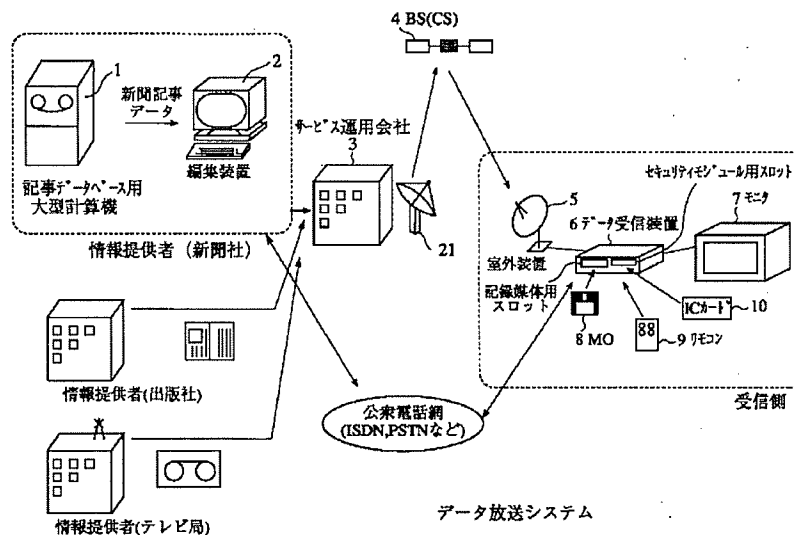 4 BS(CS)
1
2
新聞記事
データ
サービス運用会社
3
編集装置
記事データベース用
大型計算機
情報提供者(新聞社)
21
セキュリティモジュール用スロット
5
7 モニタ
6 データ受信装置
室外装置
記録媒体用
スロット
ICカード
10
8 MO
9 リモコン
受信側
情報提供者(出版社)
公衆電話網
(ISDN,PSTNなど)
情報提供者(テレビ局)
データ放送システム